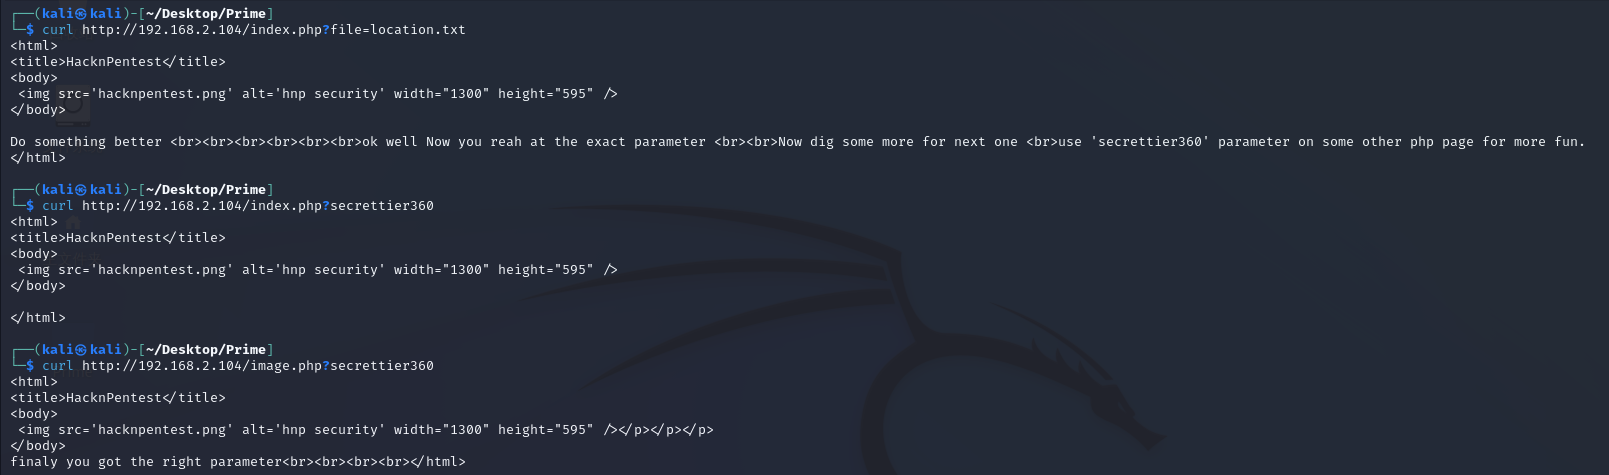 ┌──(kali㉿kali)-[~/Desktop/Prime]
└─$ curl http://192.168.2.104/index.php?file=location.txt
<html>
<title>HacknPentest</title>
<body>
 <img src='hacknpentest.png' alt='hnp security' width="1300" height="595" />
</body>

Do something better <br><br><br><br><br><br>ok well Now you reah at the exact parameter <br><br>Now dig some more for next one <br>use 'secrettier360' parameter on some other php page for more fun.
</html>

┌──(kali㉿kali)-[~/Desktop/Prime]
└─$ curl http://192.168.2.104/index.php?secrettier360
<html>
<title>HacknPentest</title>
<body>
 <img src='hacknpentest.png' alt='hnp security' width="1300" height="595" />
</body>

</html>

┌──(kali㉿kali)-[~/Desktop/Prime]
└─$ curl http://192.168.2.104/image.php?secrettier360
<html>
<title>HacknPentest</title>
<body>
 <img src='hacknpentest.png' alt='hnp security' width="1300" height="595" /></p></p></p>
</body>
finaly you got the right parameter<br><br><br><br></html>